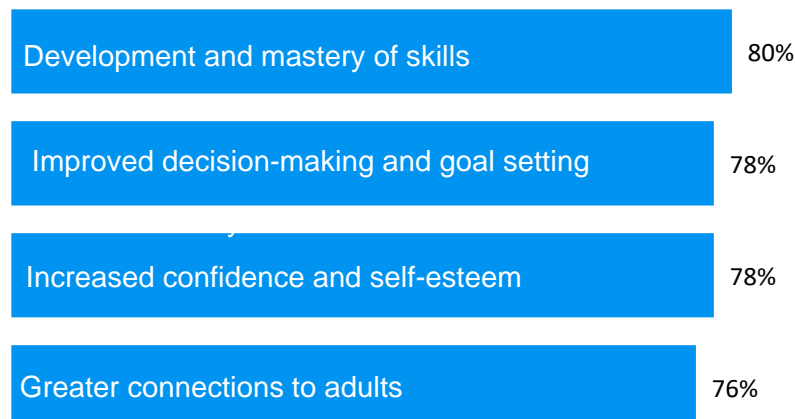 Development and mastery of skills 80%
Improved decision-making and goal setting 78%
Increased confidence and self-esteem 78%
Greater connections to adults 76%